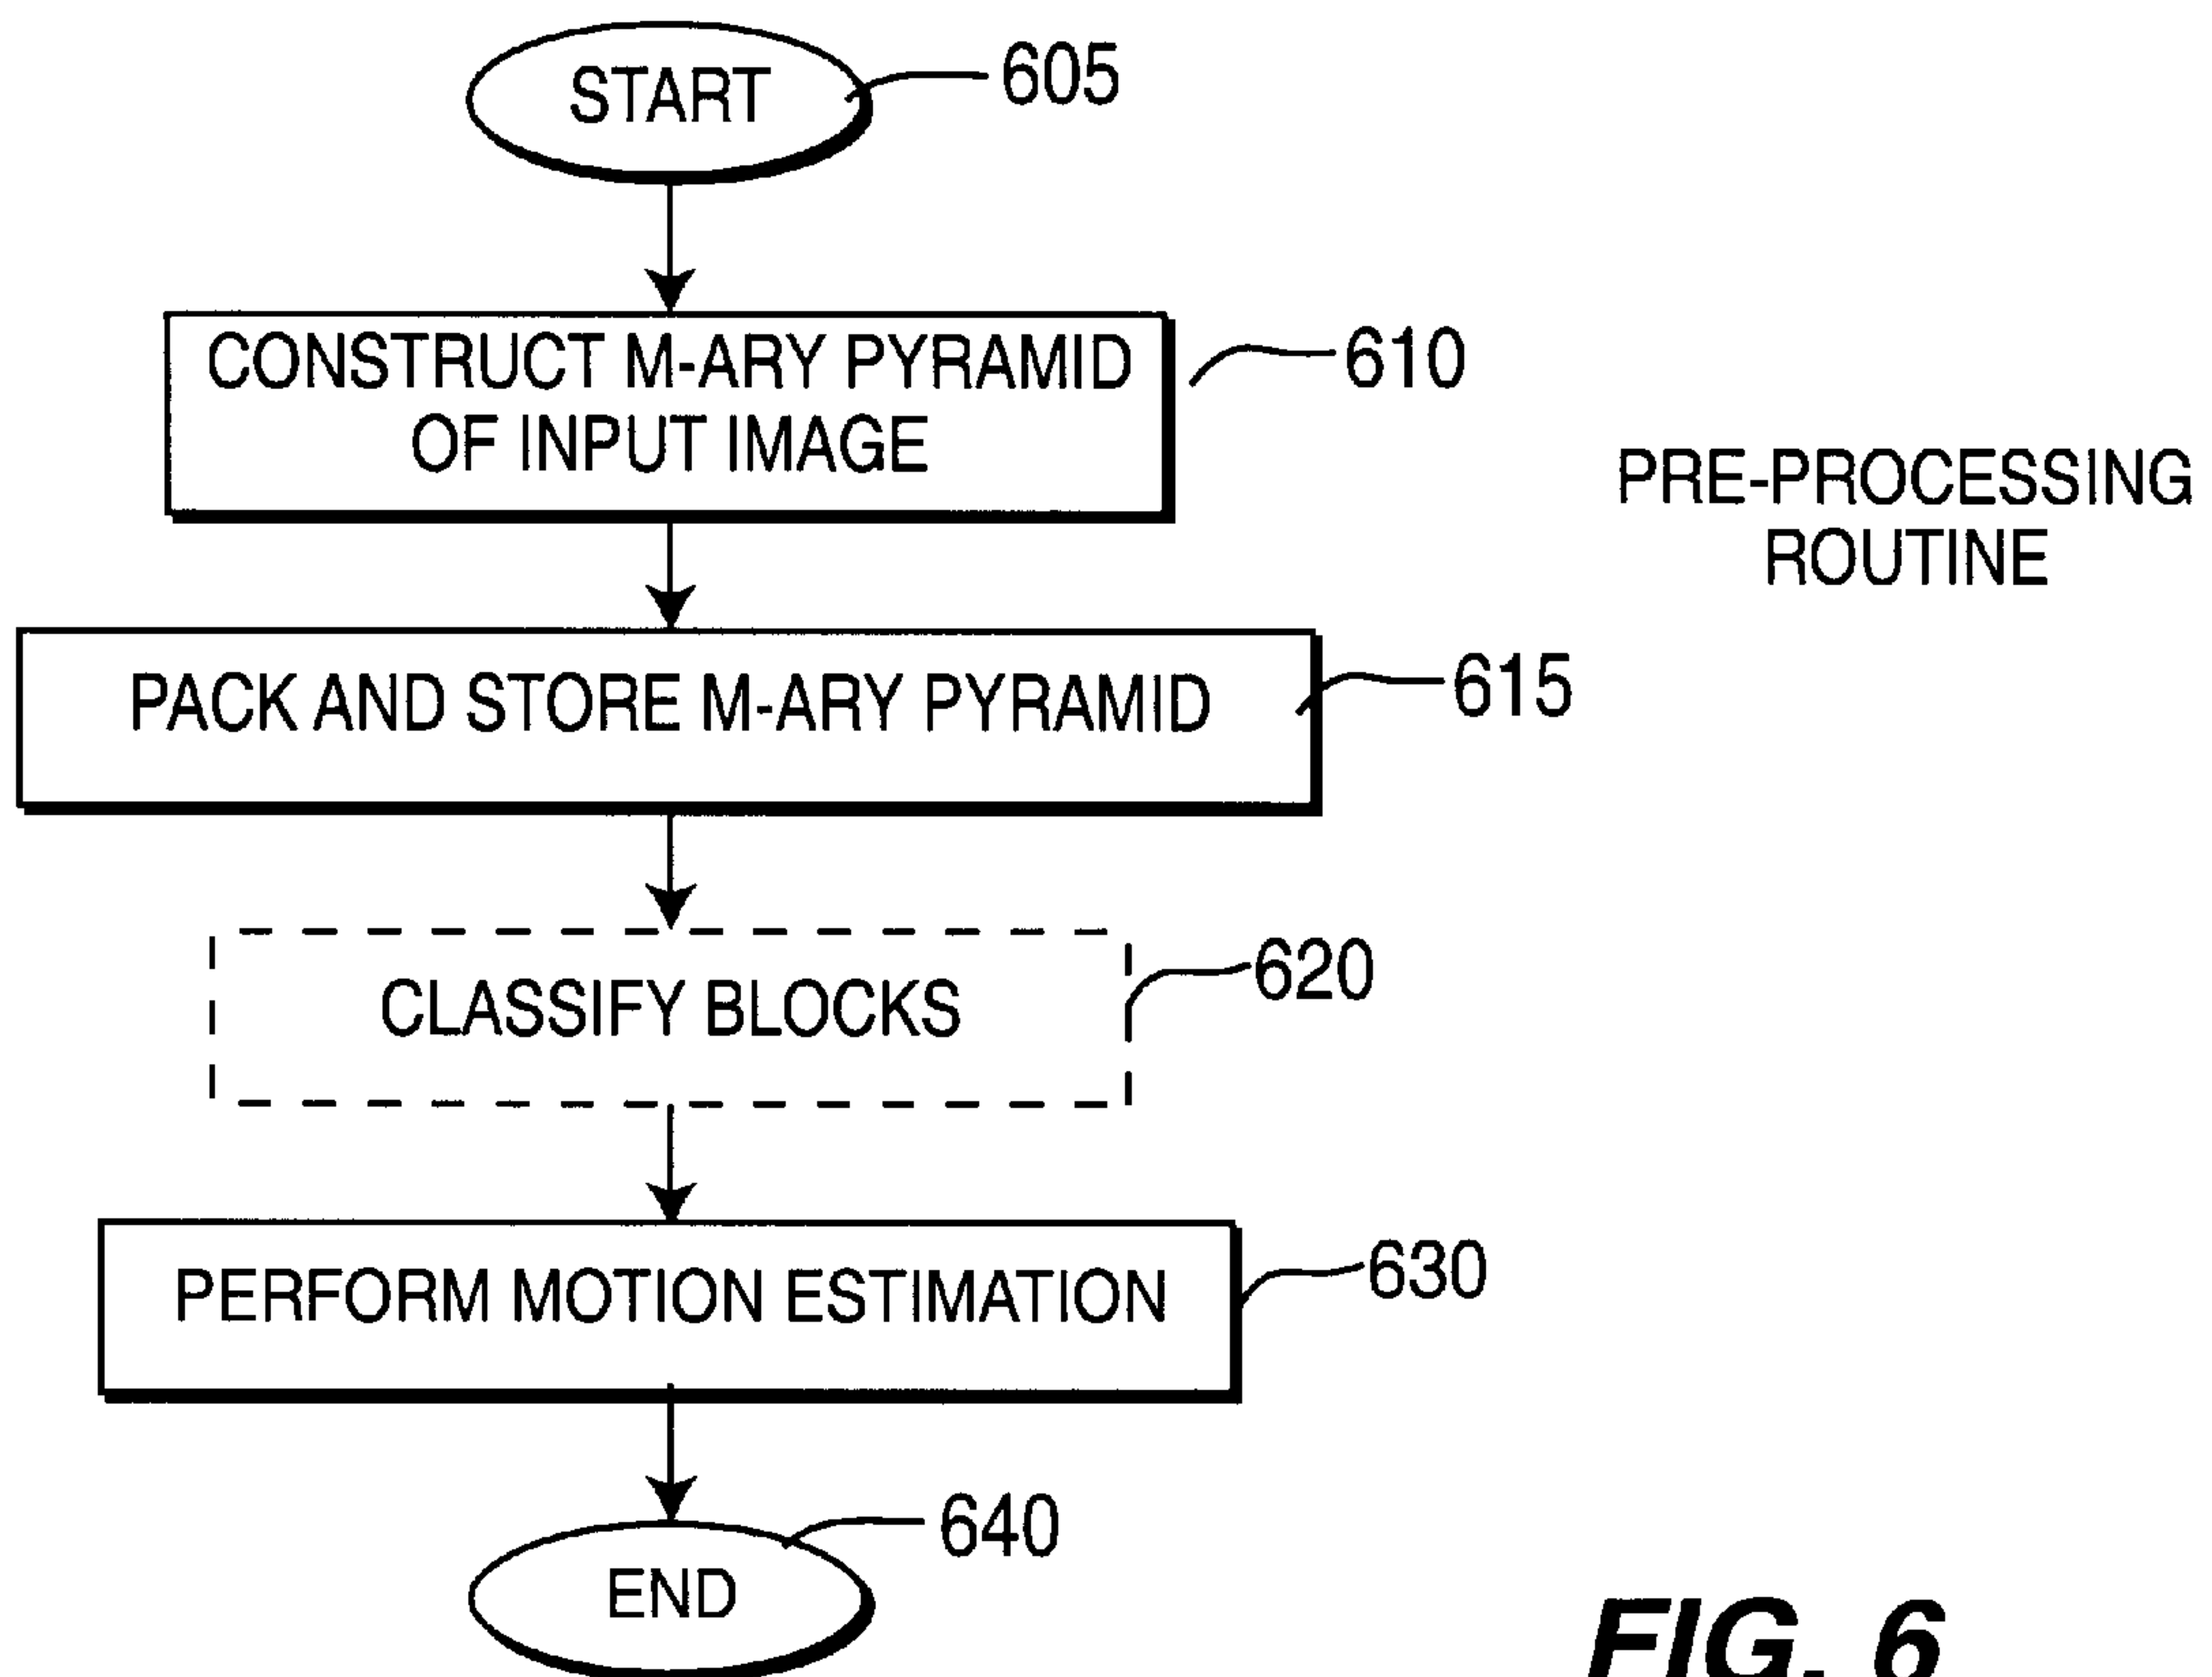 START
605
CONSTRUCT M-ARY PYRAMID
OF INPUT IMAGE
610
PRE-PROCESSING
ROUTINE
PACK AND STORE M-ARY PYRAMID
615
CLASSIFY BLOCKS
620
PERFORM MOTION ESTIMATION
630
END
640
FIG. 6